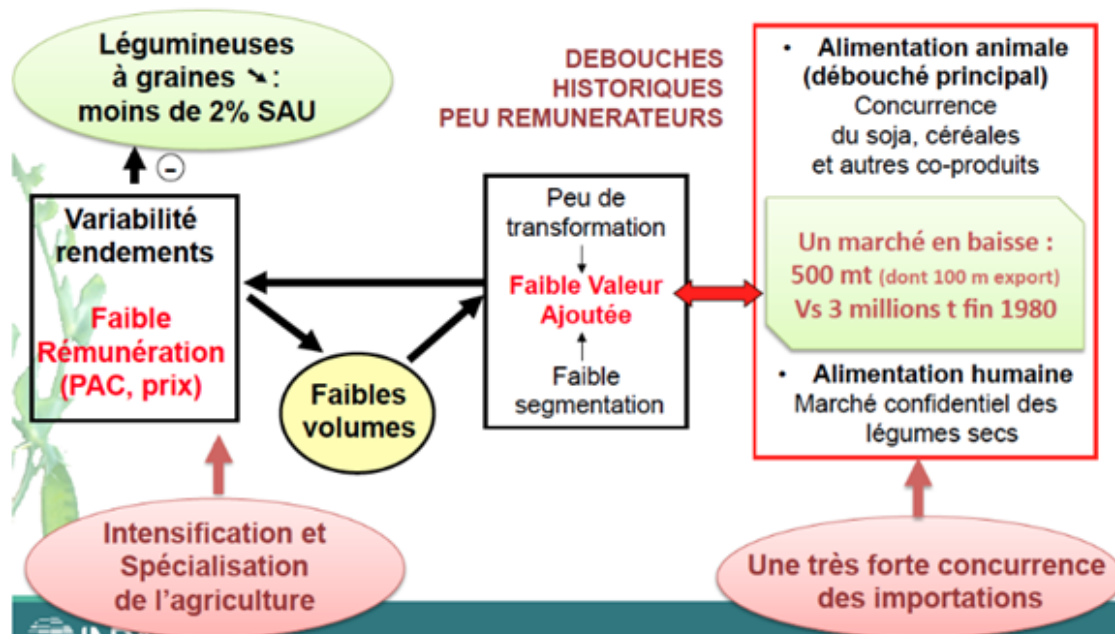 Légumineuses
à graines ➘ :
moins de 2% SAU
-
Variabilité
rendements
Faible
Rémunération
(PAC, prix)
Faibles
volumes
DEBOUCHES
HISTORIQUES
PEU REMUNERATEURS
Peu de
transformation
Faible Valeur
Ajoutée
Faible
segmentation
• Alimentation animale
(débouché principal)
Concurrence
du soja, céréales
et autres co-produits
Un marché en baisse :
500 mt (dont 100 m export)
Vs 3 millions t fin 1980
• Alimentation humaine
Marché confidentiel des
légumes secs
Intensification et
Spécialisation
de l'agriculture
Une très forte concurrence
des importations